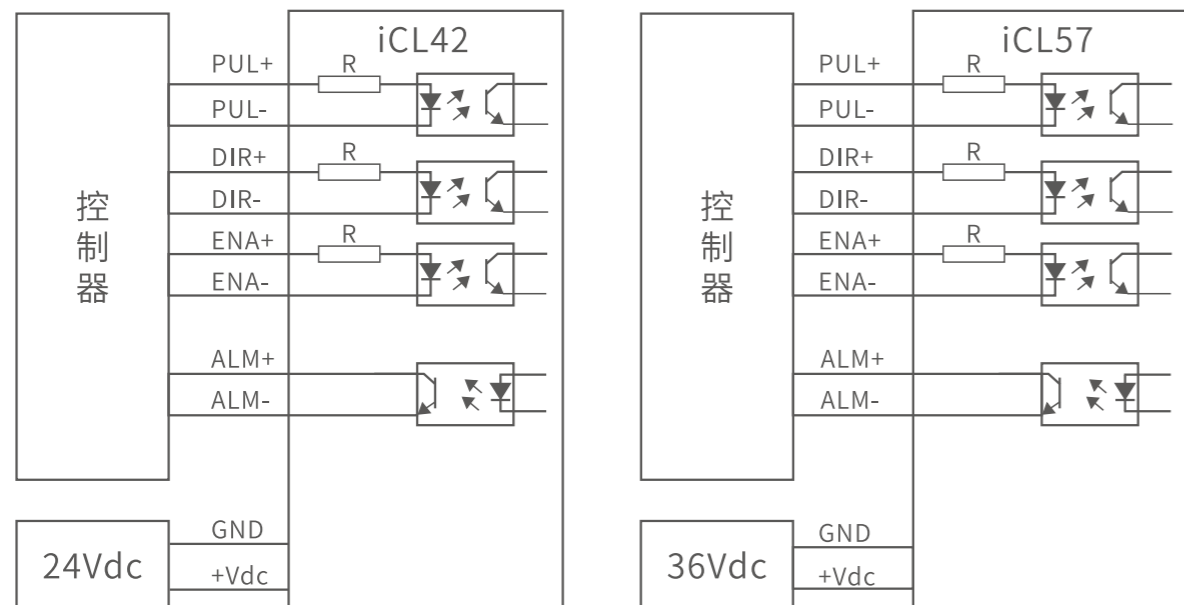 iCL42
PUL+
R
PUL-
DIR+
R
DIR-
ENA+
R
ENA-
控
制
器
ALM+
ALM-
GND
24Vdc
+Vdc
iCL57
PUL+
R
PUL-
DIR+
R
DIR-
ENA+
R
ENA-
控
制
器
ALM+
ALM-
GND
36Vdc
+Vdc